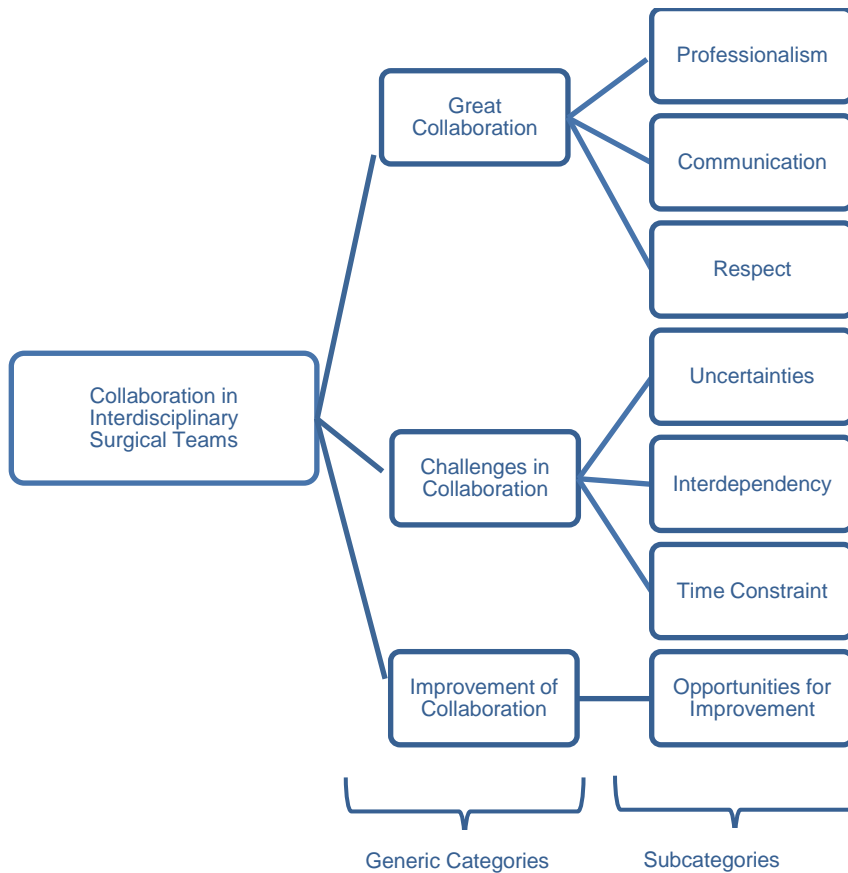 Collaboration in
Interdisciplinary
Surgical Teams
Great
Collaboration
Professionalism
Communication
Respect
Challenges in
Collaboration
Uncertainties
Interdependency
Time Constraint
Improvement of
Collaboration
Opportunities for
Improvement
Generic Categories
Subcategories